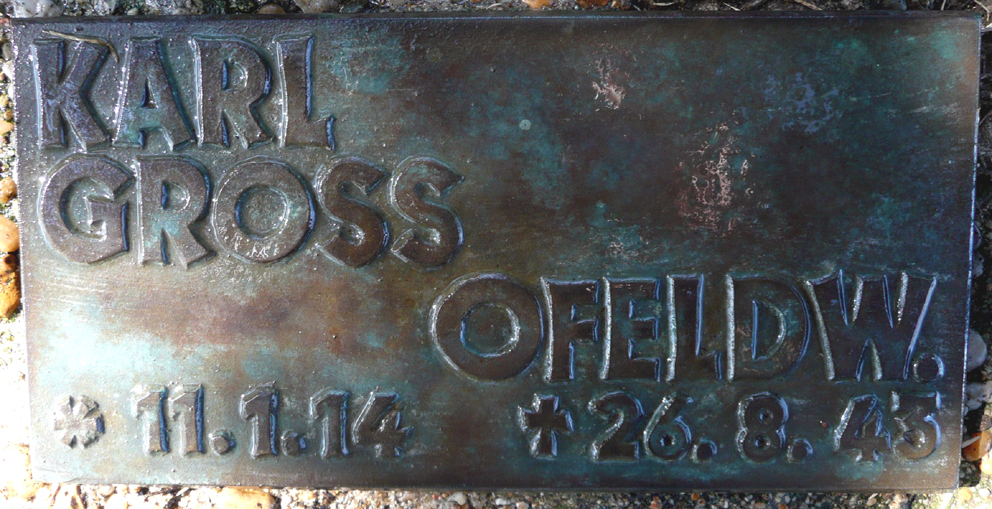 KARL
GROSS
OFELDW.
* 11.1.14 † 26.8.43